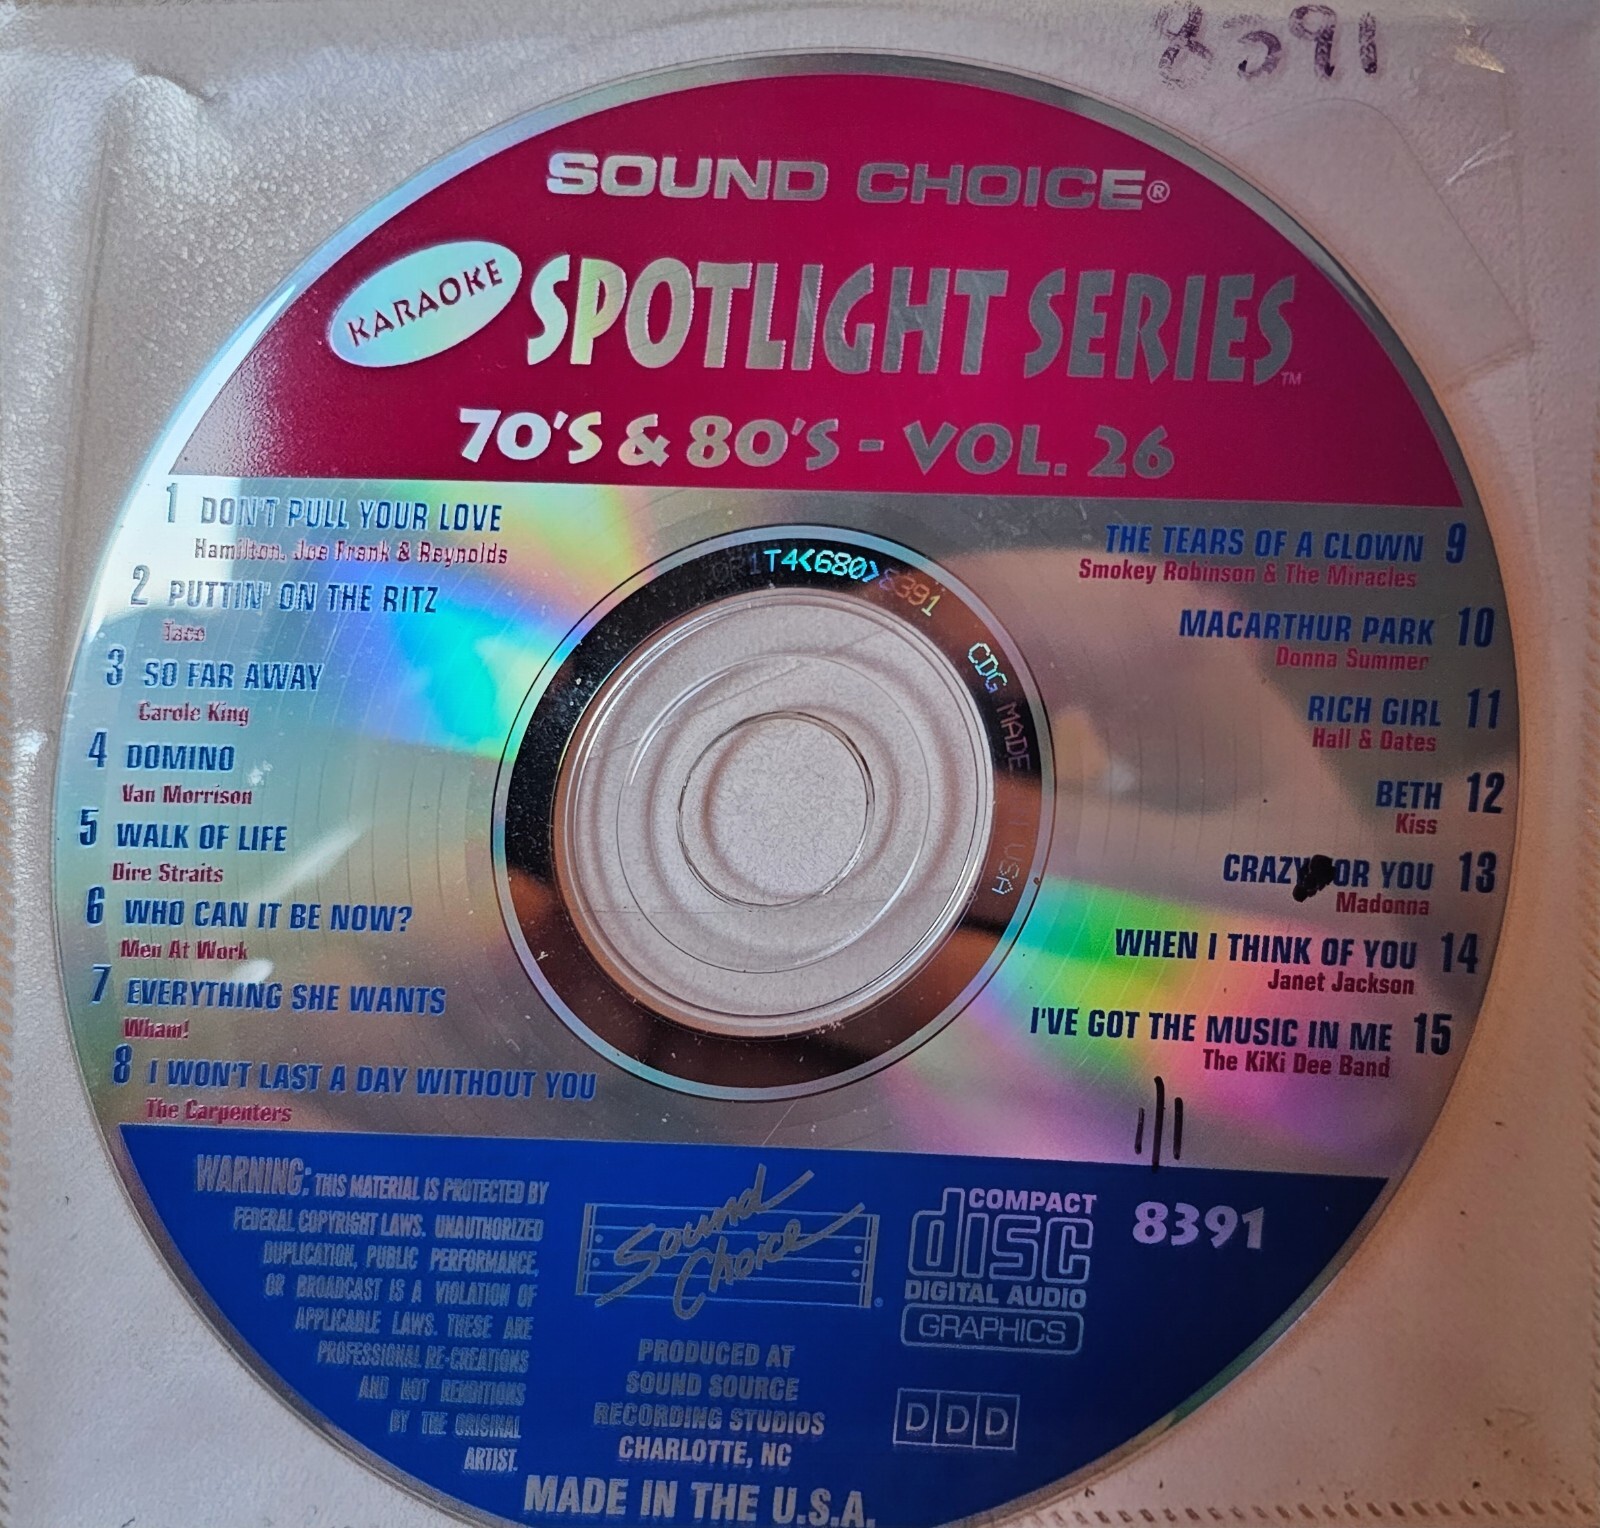 8391
SOUND CHOICE®
KARAOKE
SPOTLIGHT SERIES™
70'S & 80'S - VOL. 26
1 DON'T PULL YOUR LOVE
Hamilton, Joe Frank & Reynolds
2 PUTTIN' ON THE RITZ
Taco
3 SO FAR AWAY
Carole King
4 DOMINO
Van Morrison
5 WALK OF LIFE
Dire Straits
6 WHO CAN IT BE NOW?
Men At Work
7 EVERYTHING SHE WANTS
Wham!
8 I WON'T LAST A DAY WITHOUT YOU
The Carpenters
THE TEARS OF A CLOWN 9
Smokey Robinson & The Miracles
MACARTHUR PARK 10
Donna Summer
RICH GIRL 11
Hall & Oates
BETH 12
Kiss
CRAZY OR YOU 13
Madonna
WHEN I THINK OF YOU 14
Janet Jackson
I'VE GOT THE MUSIC IN ME 15
The KiKi Dee Band
T4<680>8391
CDG MADE
USA
WARNING: THIS MATERIAL IS PROTECTED BY
FEDERAL COPYRIGHT LAWS. UNAUTHORIZED
DUPLICATION, PUBLIC PERFORMANCE,
OR BROADCAST IS A VIOLATION OF
APPLICABLE LAWS. THESE ARE
PROFESSIONAL RE-CREATIONS
AND NOT RENDITIONS
BY THE ORIGINAL
ARTIST.
Sound
Choice®
PRODUCED AT
SOUND SOURCE
RECORDING STUDIOS
CHARLOTTE, NC
COMPACT
disc
DIGITAL AUDIO
GRAPHICS
DDD
8391
MADE IN THE U.S.A.